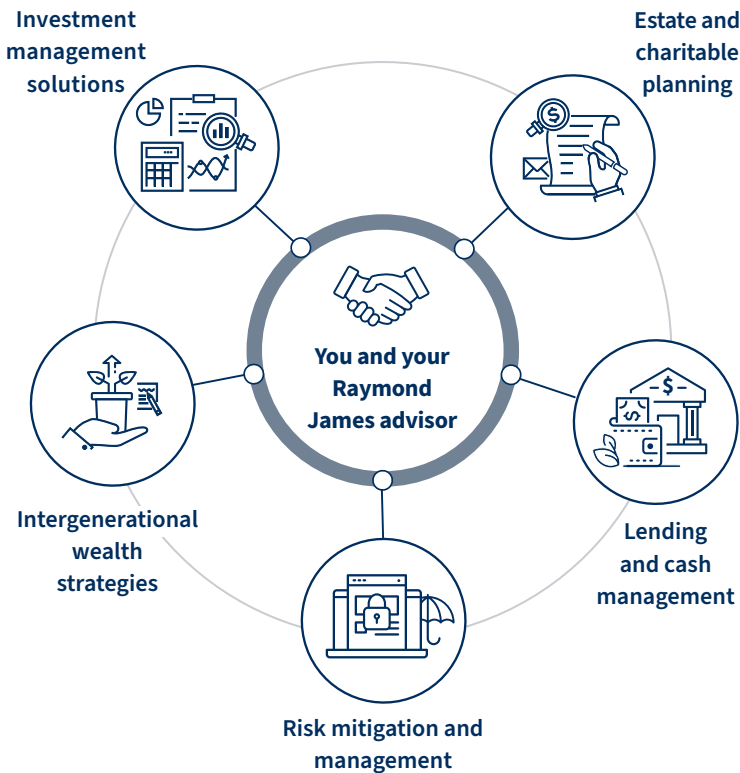 Investment
management
solutions
Estate and
charitable
planning
$
You and your
Raymond
James advisor
$
$
Intergenerational
wealth
strategies
Lending
and cash
management
Risk mitigation and
management